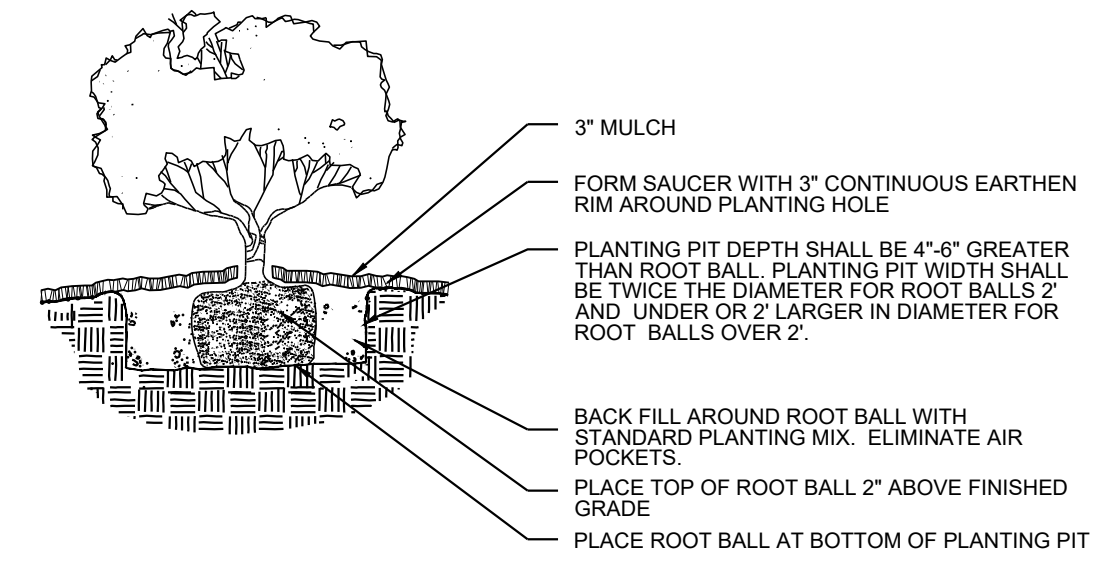 3" MULCH
FORM SAUCER WITH 3" CONTINUOUS EARTHEN
RIM AROUND PLANTING HOLE
PLANTING PIT DEPTH SHALL BE 4"-6" GREATER
THAN ROOT BALL. PLANTING PIT WIDTH SHALL
BE TWICE THE DIAMETER FOR ROOT BALLS 2'
AND UNDER OR 2' LARGER IN DIAMETER FOR
ROOT BALLS OVER 2'.
BACK FILL AROUND ROOT BALL WITH
STANDARD PLANTING MIX. ELIMINATE AIR
POCKETS.
PLACE TOP OF ROOT BALL 2" ABOVE FINISHED
GRADE
PLACE ROOT BALL AT BOTTOM OF PLANTING PIT